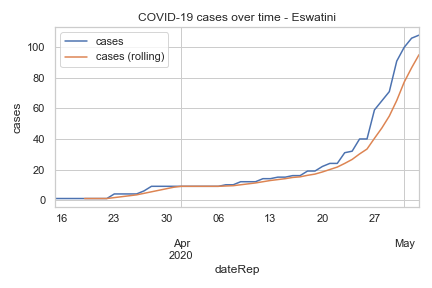 COVID-19 cases over time - Eswatini
cases
cases (rolling)
100
80
60
40
20
0
cases
16 23 30 06 13 20 27
Apr May
2020
dateRep